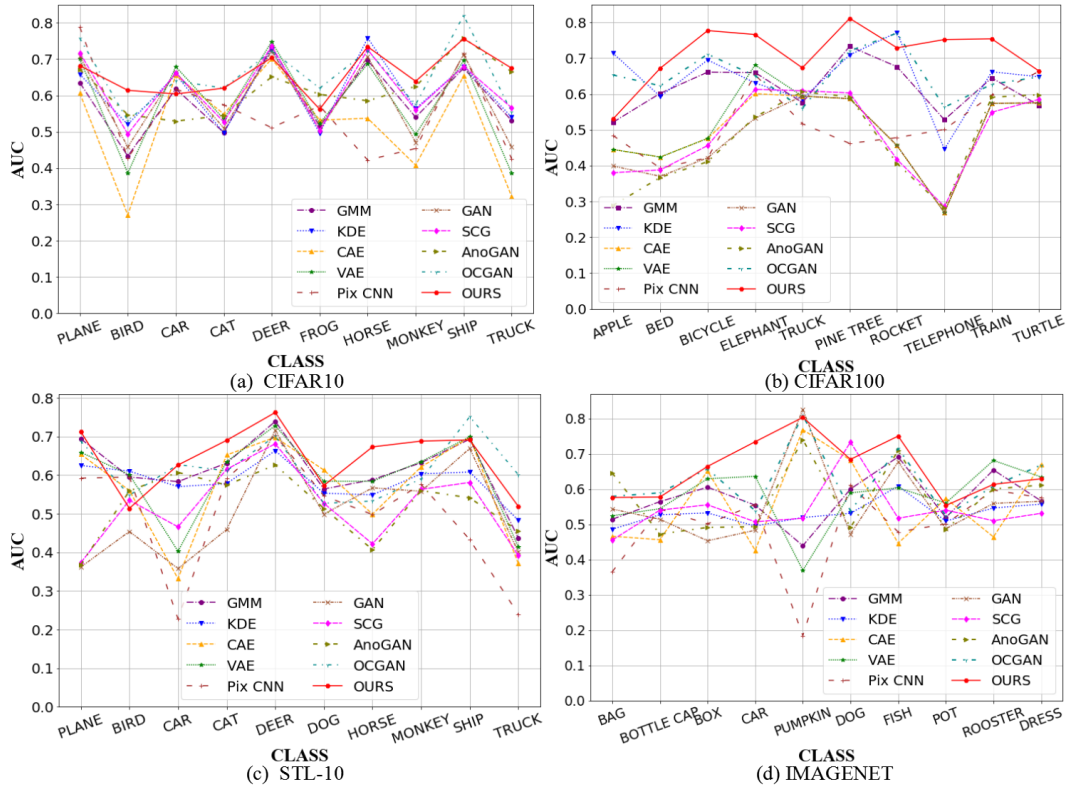 AUC
0.8
0.7
0.6
0.5
0.4
0.3
0.2
0.1
0.0
GMM
KDE
CAE
VAE
Pix CNN
GAN
SCG
AnoGAN
OCGAN
OURS
PLANE BIRD CAR CAT DEER FROG HORSE MONKEY SHIP TRUCK
CLASS
(a) CIFAR10
AUC
0.8
0.7
0.6
0.5
0.4
0.3
0.2
0.1
0.0
GMM
KDE
CAE
VAE
Pix CNN
GAN
SCG
AnoGAN
OCGAN
OURS
APPLE BED BICYCLE ELEPHANT TRUCK PINE TREE ROCKET TELEPHONE TRAIN TURTLE
CLASS
(b) CIFAR100
AUC
0.8
0.7
0.6
0.5
0.4
0.3
0.2
0.1
0.0
GMM
KDE
CAE
VAE
Pix CNN
GAN
SCG
AnoGAN
OCGAN
OURS
PLANE BIRD CAR CAT DEER DOG HORSE MONKEY SHIP TRUCK
CLASS
(c) STL-10
AUC
0.8
0.7
0.6
0.5
0.4
0.3
0.2
0.1
0.0
GMM
KDE
CAE
VAE
Pix CNN
GAN
SCG
AnoGAN
OCGAN
OURS
BAG BOTTLE CAP BOX CAR PUMPKIN DOG FISH POT ROOSTER DRESS
CLASS
(d) IMAGENET